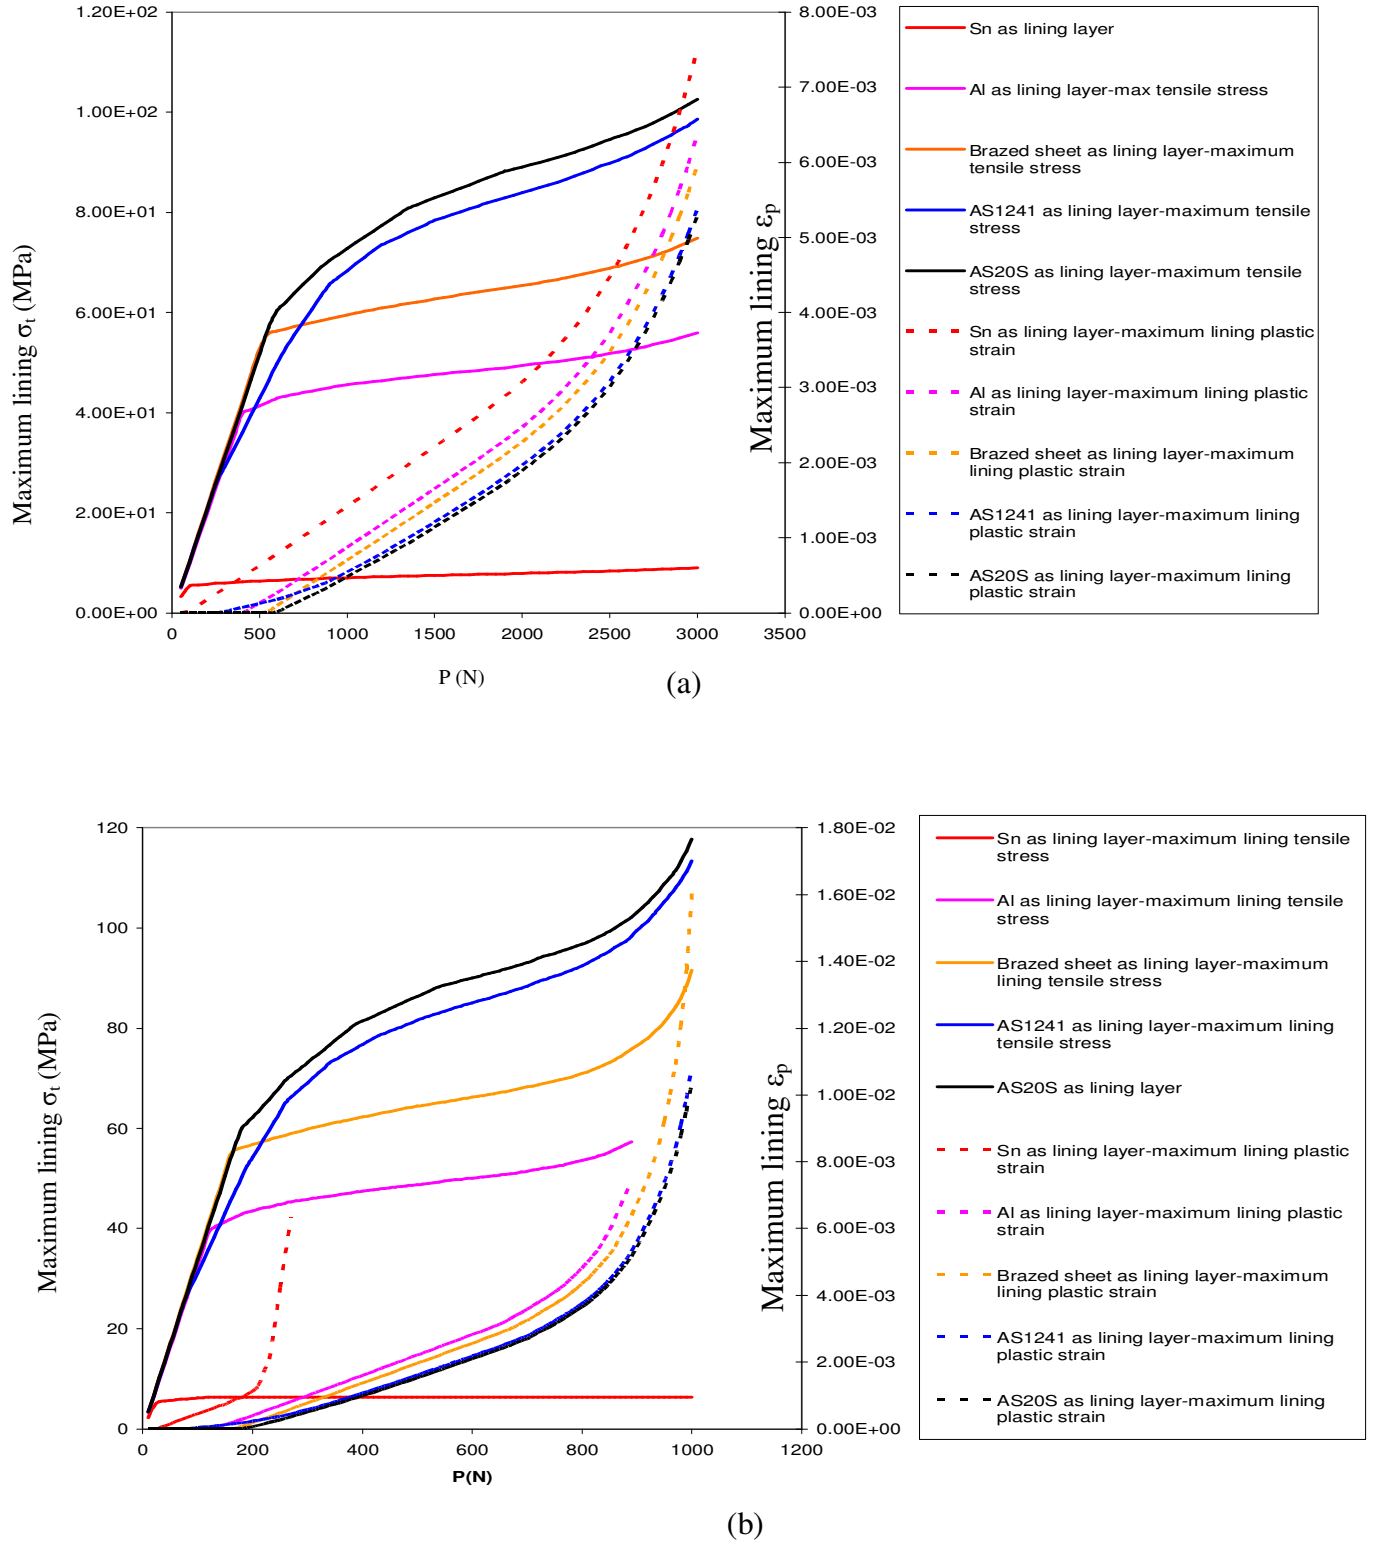 1.20E+02
1.00E+02
8.00E+01
6.00E+01
4.00E+01
2.00E+01
0.00E+00
Maximum lining σt (MPa)
0 500 1000 1500 2000 2500 3000 3500
P (N)
(a)
8.00E-03
7.00E-03
6.00E-03
5.00E-03
4.00E-03
3.00E-03
2.00E-03
1.00E-03
0.00E+00
Maximum lining εp
Sn as lining layer
Al as lining layer-max tensile stress
Brazed sheet as lining layer-maximum
tensile stress
AS1241 as lining layer-maximum tensile
stress
AS20S as lining layer-maximum tensile
stress
Sn as lining layer-maximum lining plastic
strain
Al as lining layer-maximum lining plastic
strain
Brazed sheet as lining layer-maximum
lining plastic strain
AS1241 as lining layer-maximum lining
plastic strain
AS20S as lining layer-maximum lining
plastic strain
120
100
80
60
40
20
0
Maximum lining σt (MPa)
0 200 400 600 800 1000 1200
P(N)
(b)
1.80E-02
1.60E-02
1.40E-02
1.20E-02
1.00E-02
8.00E-03
6.00E-03
4.00E-03
2.00E-03
0.00E+00
Maximum lining εp
Sn as lining layer-maximum lining tensile
stress
Al as lining layer-maximum lining tensile
stress
Brazed sheet as lining layer-maximum
lining tensile stress
AS1241 as lining layer-maximum lining
tensile stress
AS20S as lining layer
Sn as lining layer-maximum lining plastic
strain
Al as lining layer-maximum lining plastic
strain
Brazed sheet as lining layer-maximum
lining plastic strain
AS1241 as lining layer-maximum lining
plastic strain
AS20S as lining layer-maximum lining
plastic strain